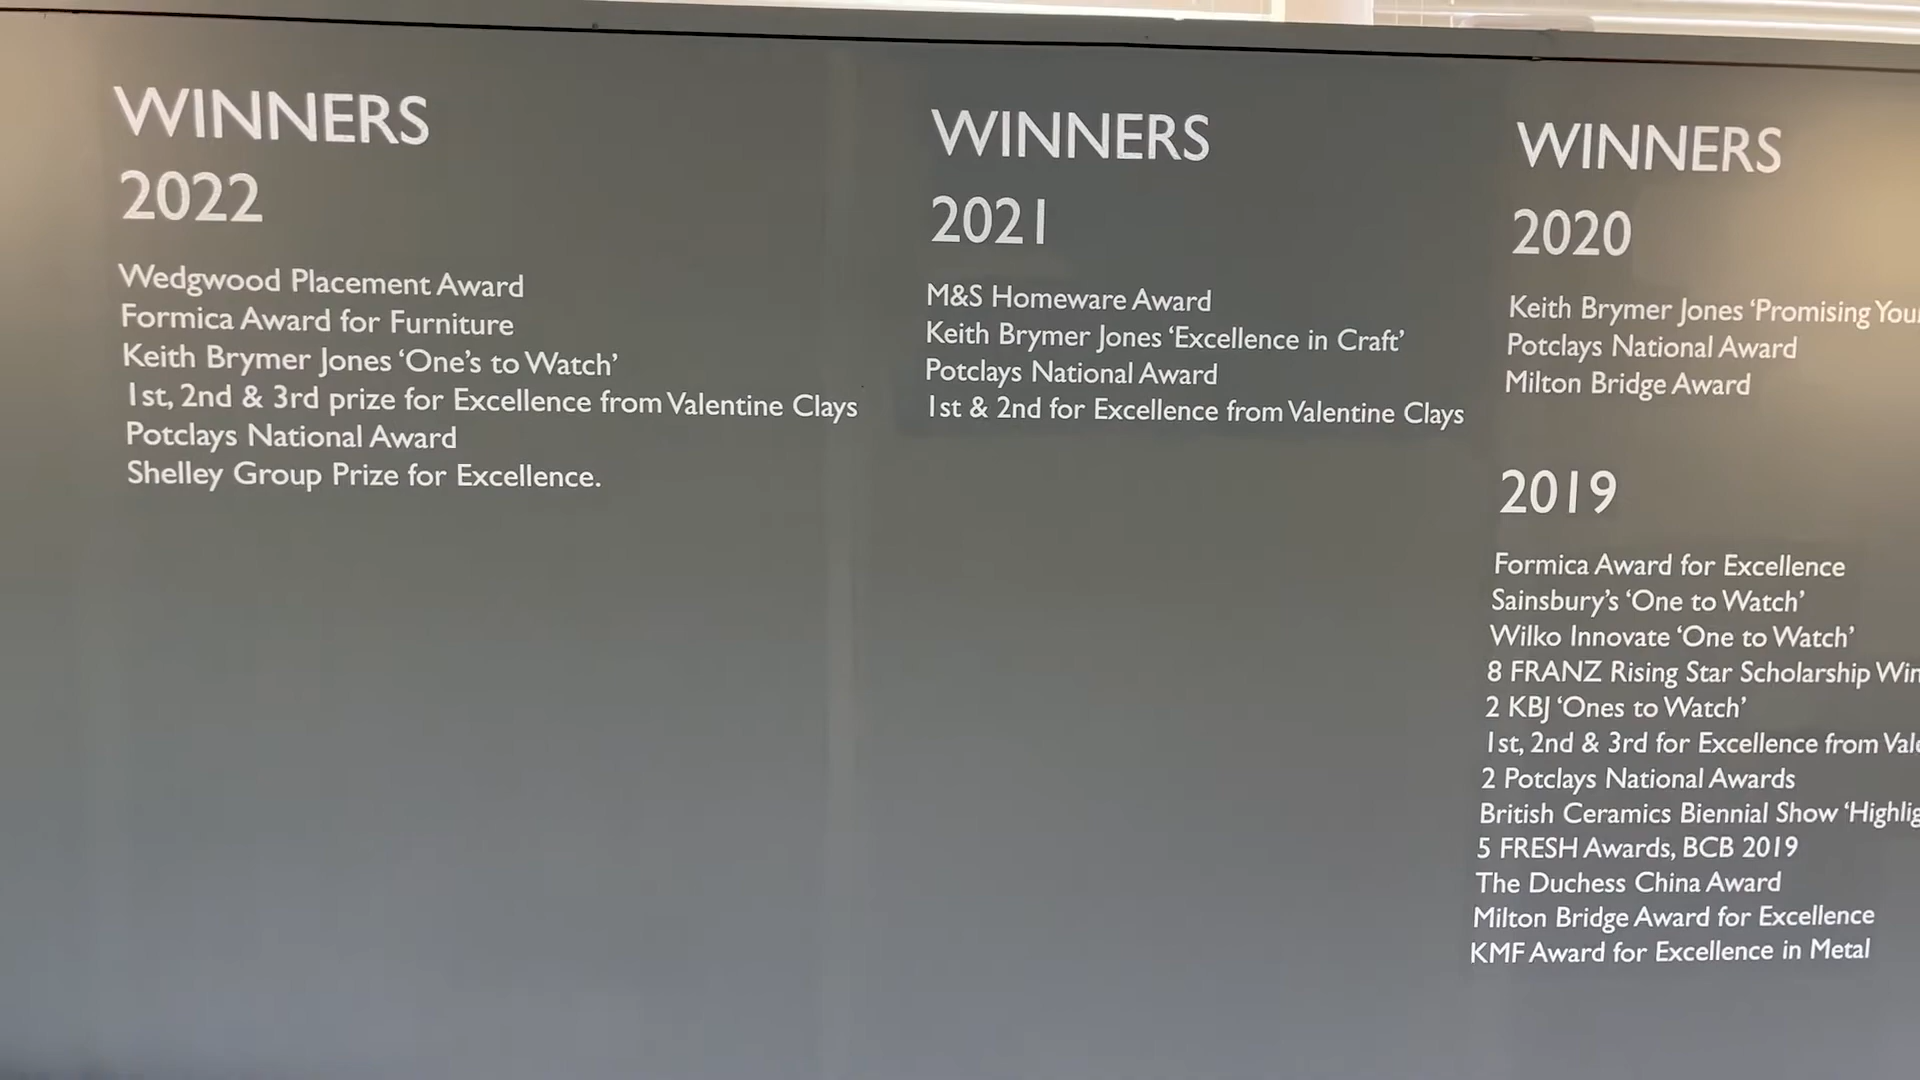 WINNERS
2022
Wedgwood Placement Award
Formica Award for Furniture
Keith Brymer Jones ‘One’s to Watch’
1st, 2nd & 3rd prize for Excellence from Valentine Clays
Potclays National Award
Shelley Group Prize for Excellence.
WINNERS
2021
M&S Homeware Award
Keith Brymer Jones ‘Excellence in Craft’
Potclays National Award
1st & 2nd for Excellence from Valentine Clays
WINNERS
2020
Keith Brymer Jones ‘Promising
Potclays National Award
Milton Bridge Award
2019
Formica Award for Excellence
Sainsbury’s ‘One to Watch’
Wilko Innovate ‘One to Watch’
8 FRANZ Rising Star Scholarship
2 KBJ ‘Ones to Watch’
1st, 2nd & 3rd for Excellence from
2 Potclays National Awards
British Ceramics Biennial Show
5 FRESH Awards, BCB 2019
The Duchess China Award
Milton Bridge Award for Excellence
KMF Award for Excellence in Metal